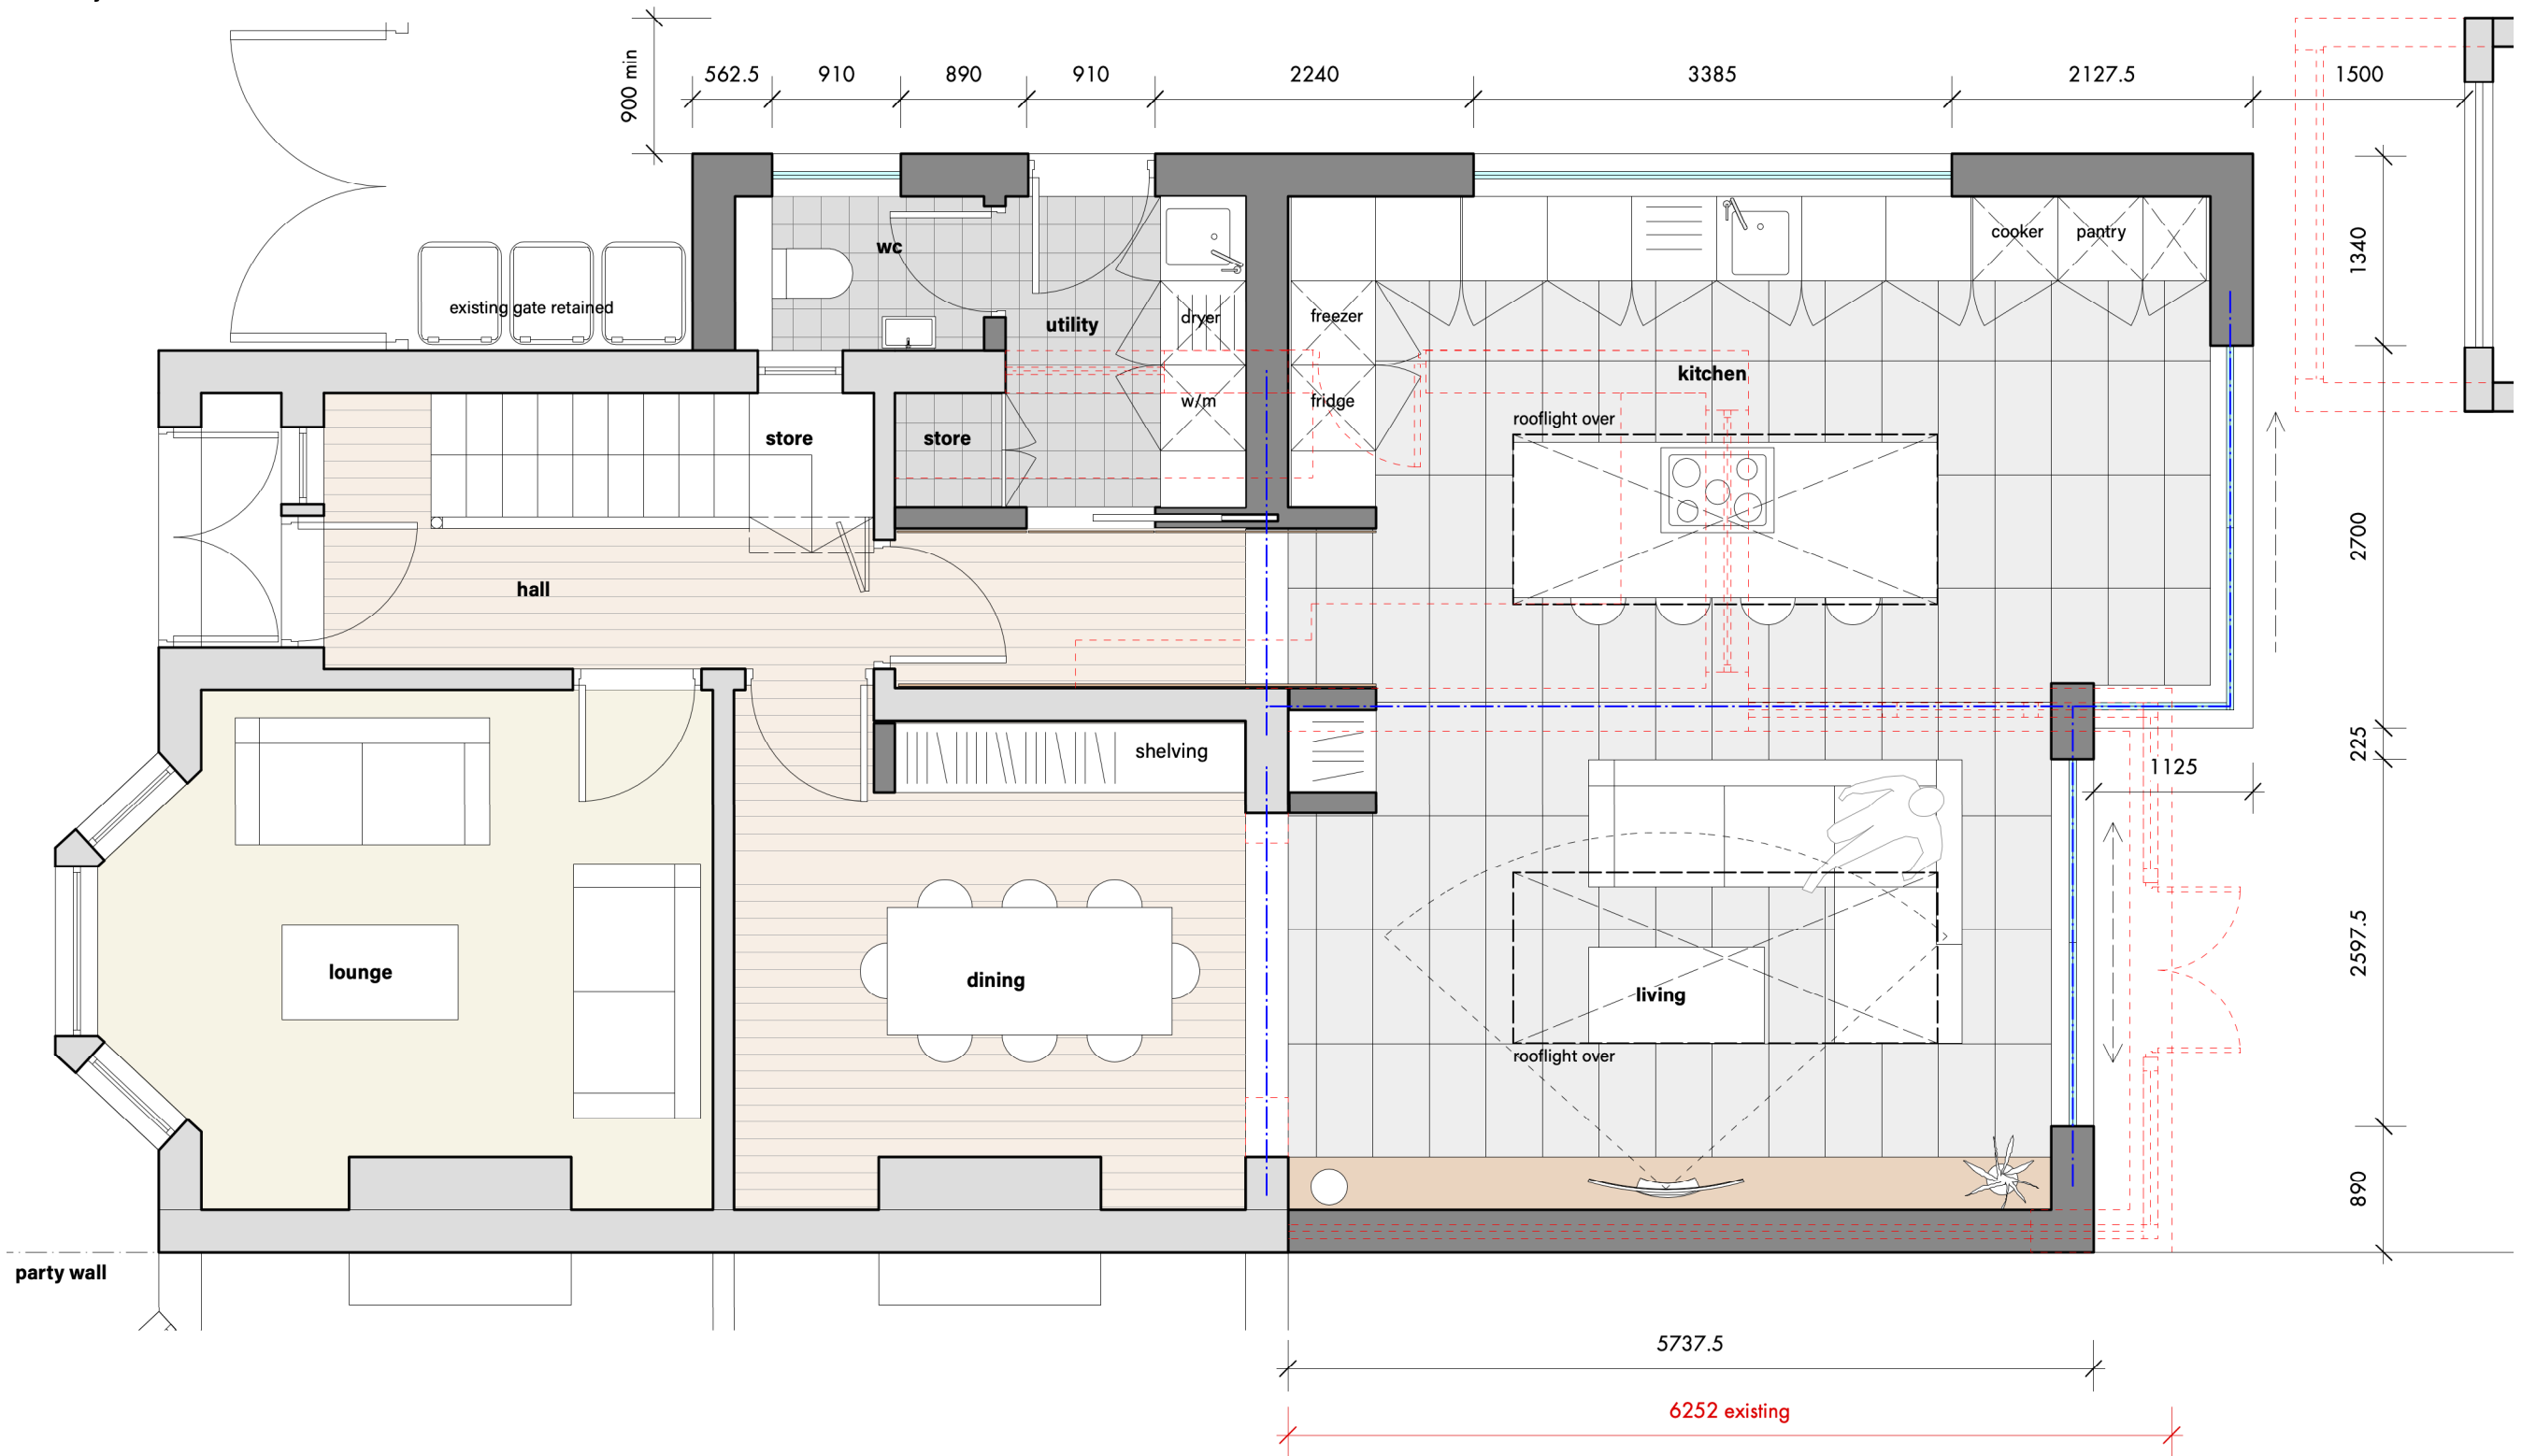 562.5 910 890 910 2240 3385 2127.5 1500
900 min
wc
cooker pantry
1340
existing gate retained
utility
dryer
freezer
kitchen
w/m
fridge
rooflight over
store
store
2700
hall
shelving
225
1125
2597.5
lounge
dining
living
rooflight over
890
party wall
5737.5
6252 existing